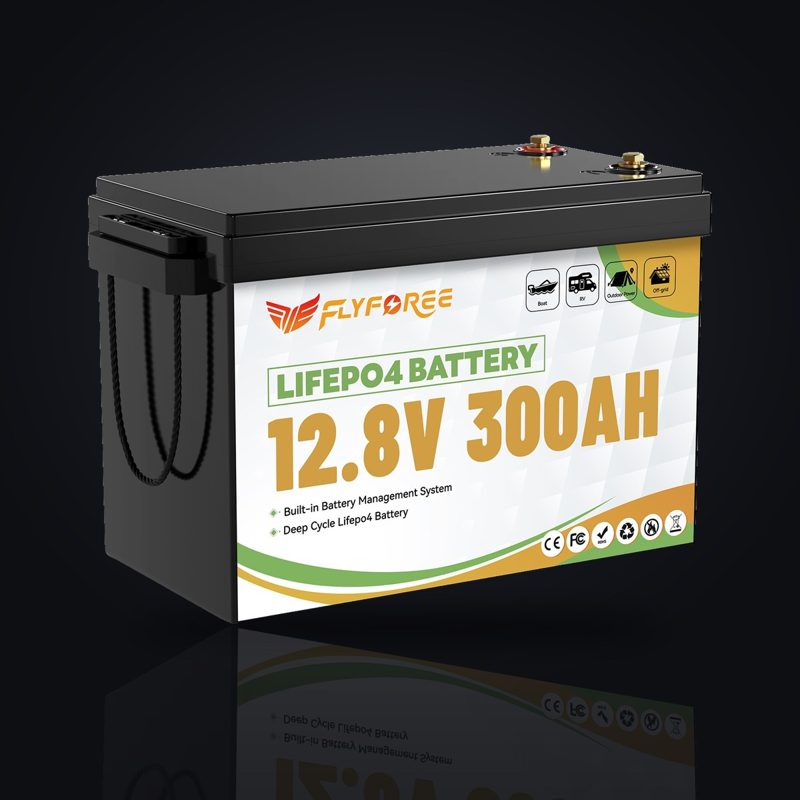 Boat
RV
Outdoor Power
Off-grid
FLYFOREE
LIFEPO4 BATTERY
12.8V 300AH
Built-in Battery Management System
Deep Cycle Lifepo4 Battery
CE FC RoHS